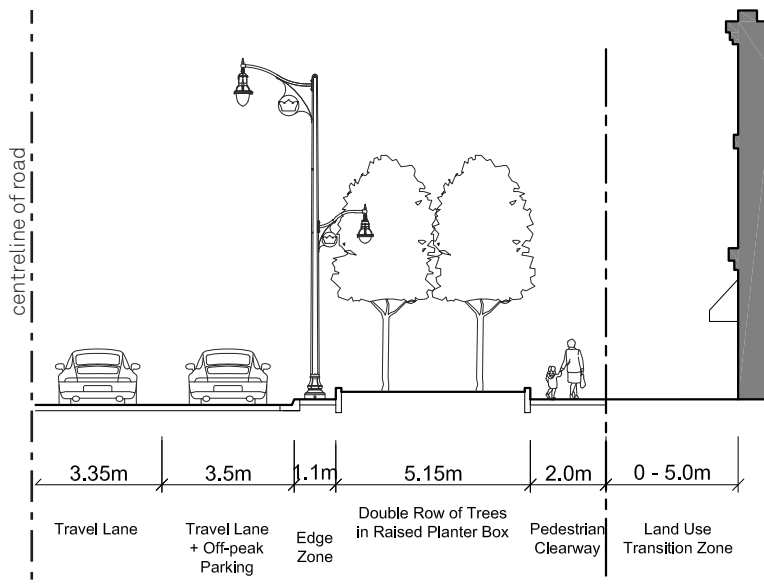 centreline of road
3.35m
3.5m
1.1m
5.15m
2.0m
0 - 5.0m
Travel Lane
Travel Lane
+ Off-peak
Parking
Edge
Zone
Double Row of Trees
in Raised Planter Box
Pedestrian
Clearway
Land Use
Transition Zone